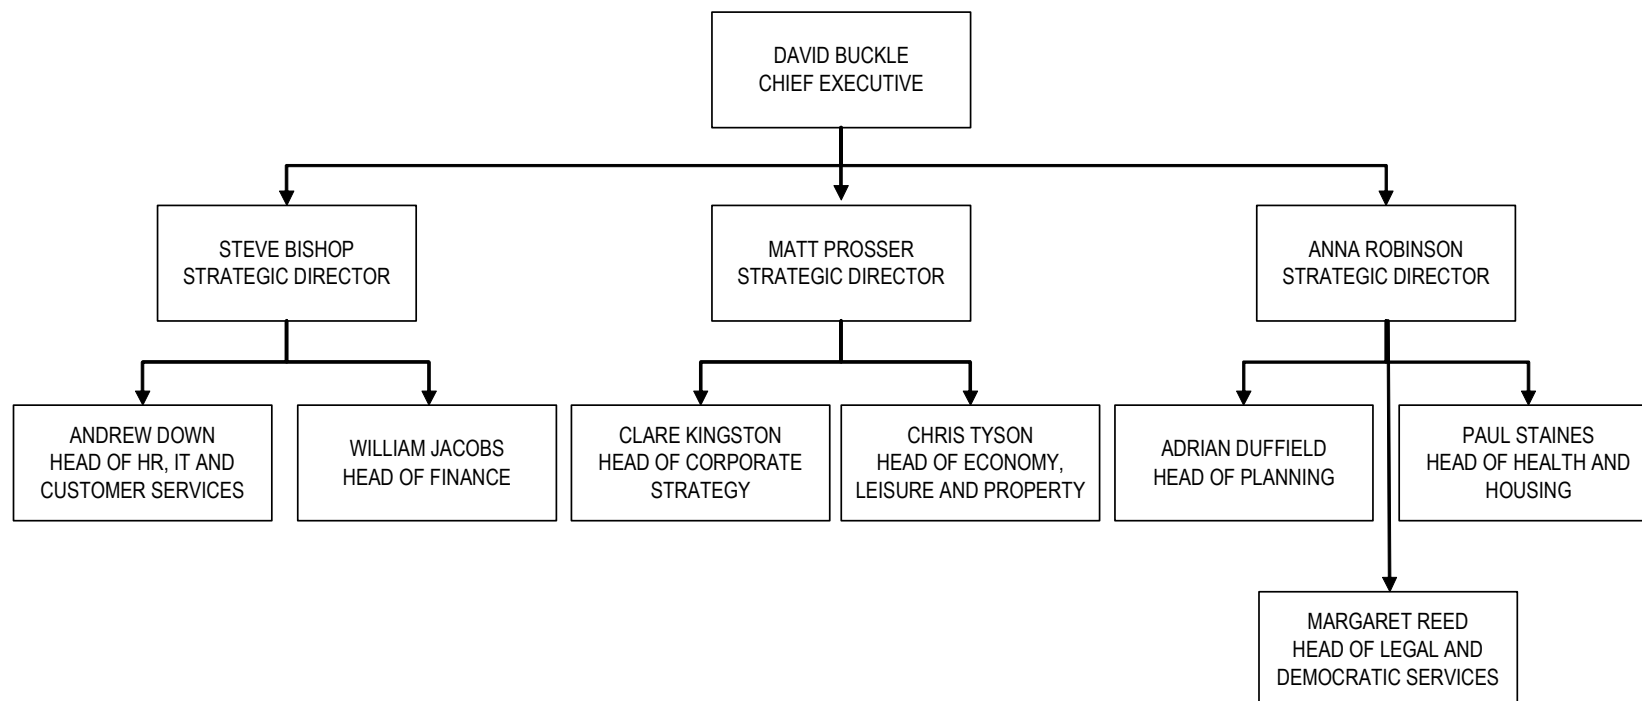 DAVID BUCKLE
CHIEF EXECUTIVE
STEVE BISHOP
STRATEGIC DIRECTOR
MATT PROSSER
STRATEGIC DIRECTOR
ANNA ROBINSON
STRATEGIC DIRECTOR
ANDREW DOWN
HEAD OF HR, IT AND
CUSTOMER SERVICES
WILLIAM JACOBS
HEAD OF FINANCE
CLARE KINGSTON
HEAD OF CORPORATE
STRATEGY
CHRIS TYSON
HEAD OF ECONOMY,
LEISURE AND PROPERTY
ADRIAN DUFFIELD
HEAD OF PLANNING
PAUL STAINES
HEAD OF HEALTH AND
HOUSING
MARGARET REED
HEAD OF LEGAL AND
DEMOCRATIC SERVICES